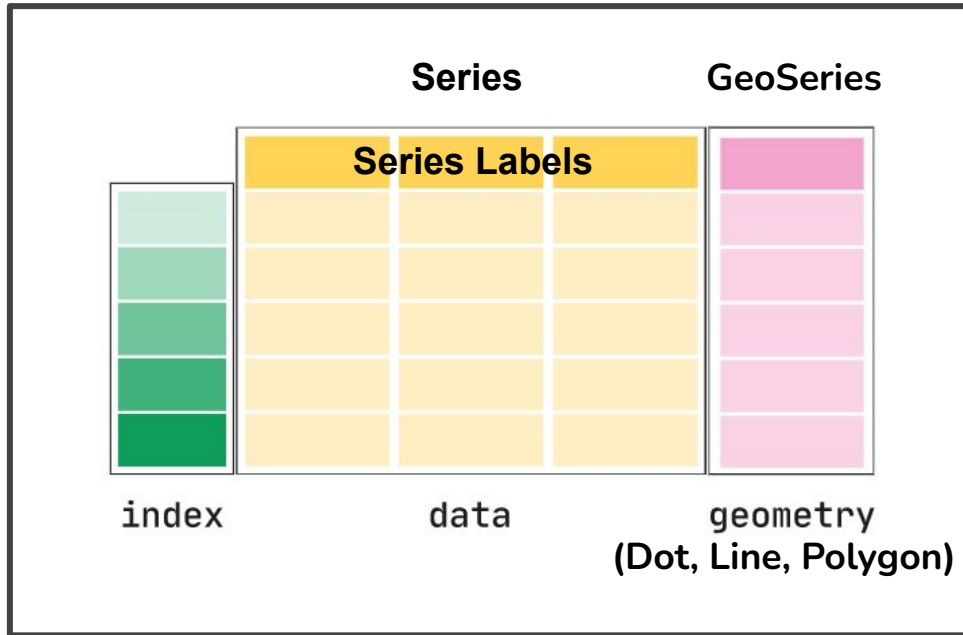 Series GeoSeries
Series Labels
index data geometry
(Dot, Line, Polygon)